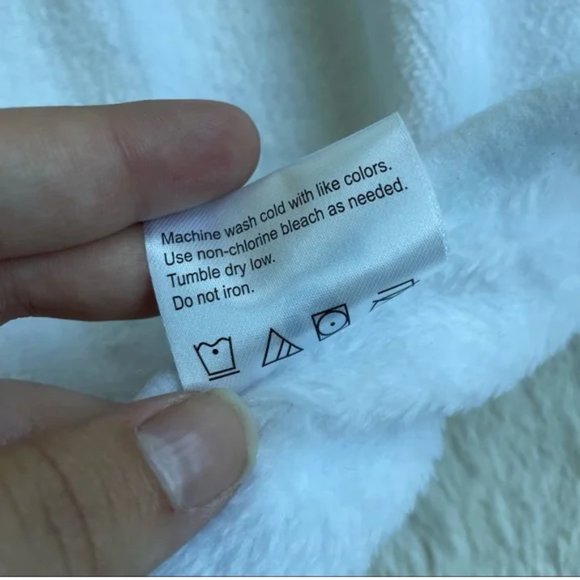 Machine wash cold with like colors.
Use non-chlorine bleach as needed.
Tumble dry low.
Do not iron.